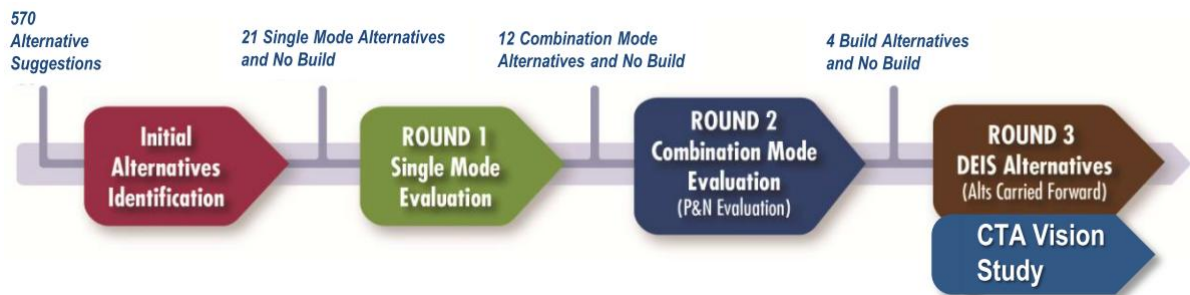 570
Alternative
Suggestions
21 Single Mode Alternatives
and No Build
12 Combination Mode
Alternatives and No Build
4 Build Alternatives
and No Build
Initial
Alternatives
Identification
ROUND 1
Single Mode
Evaluation
ROUND 2
Combination Mode
Evaluation
(P&N Evaluation)
ROUND 3
DEIS Alternatives
(Alts Carried Forward)
CTA Vision
Study